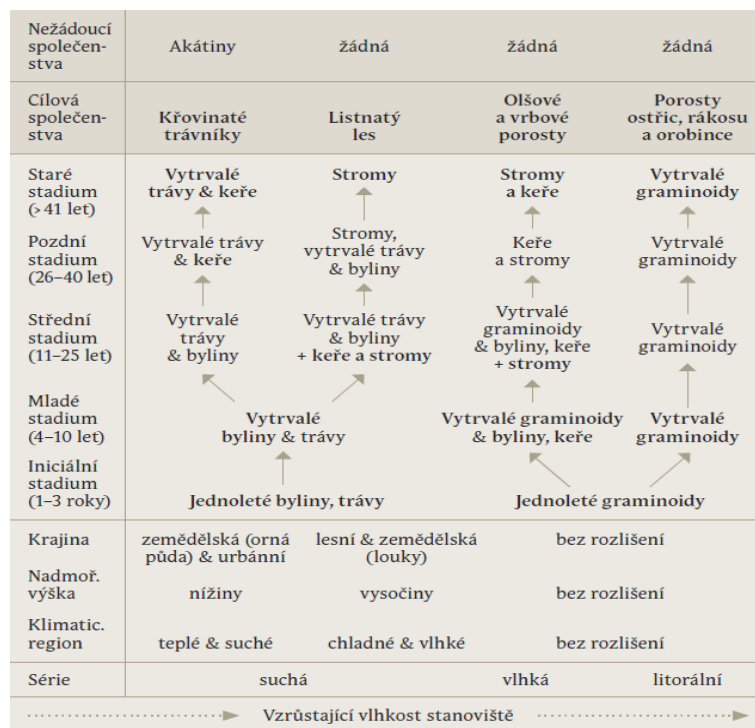 Nežádoucí
společen-
stva
Akátiny
žádná
žádná
žádná
Cílová
společen-
stva
Křovinaté
trávníky
Listnatý
les
Olšové
a vrbové
porosty
Porosty
ostřic, rákosu
a orobince
Staré
stadium
(>41 let)
Vytrvalé
trávy & keře
Stromy
Stromy
a keře
Vytrvalé
graminoidy
Pozdní
stadium
(26–40 let)
Vytrvalé trávy
& keře
Stromy,
vytrvalé trávy
& byliny
Keře
a stromy
Vytrvalé
graminoidy
Střední
stadium
(11–25 let)
Vytrvalé
trávy
& byliny
Vytrvalé trávy
& byliny
+ keře a stromy
Vytrvalé
graminoidy
& byliny, keře
+ stromy
Vytrvalé
graminoidy
Mladé
stadium
(4–10 let)
Vytrvalé
byliny & trávy
Vytrvalé graminoidy
& byliny, keře
Vytrvalé
graminoidy
Iniciální
stadium
(1–3 roky)
Jednoleté byliny, trávy
Jednoleté graminoidy
Krajina
zemědělská (orná
půda) & urbánní
lesní & zemědělská
(louky)
bez rozlišení
Nadmoř.
výška
nížiny
vysočiny
bez rozlišení
Klimatic.
region
teplé & suché
chladné & vlhké
bez rozlišení
Série
suchá
vlhká
litorální
Vzrůstající vlhkost stanoviště